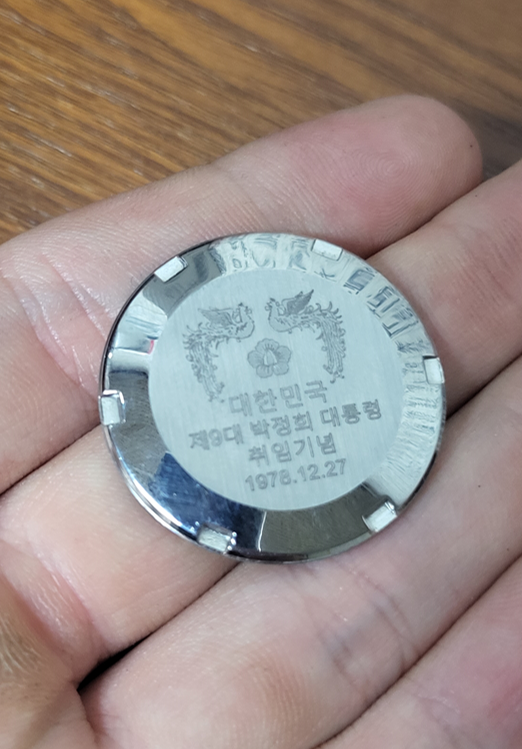 대한민국
제9대 박정희 대통령
취임기념
1978.12.27